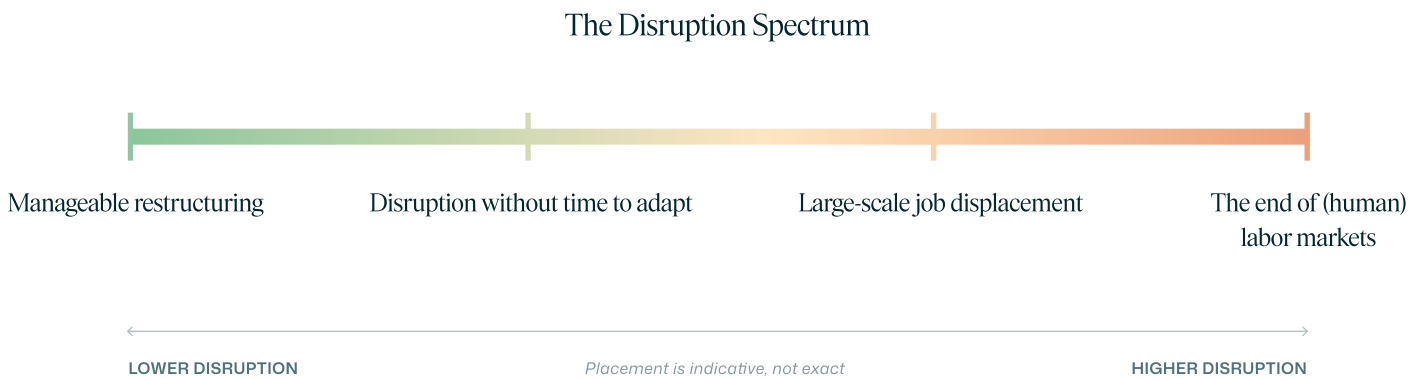 The Disruption Spectrum
Manageable restructuring
Disruption without time to adapt
Large-scale job displacement
The end of (human)
labor markets
LOWER DISRUPTION
Placement is indicative, not exact
HIGHER DISRUPTION